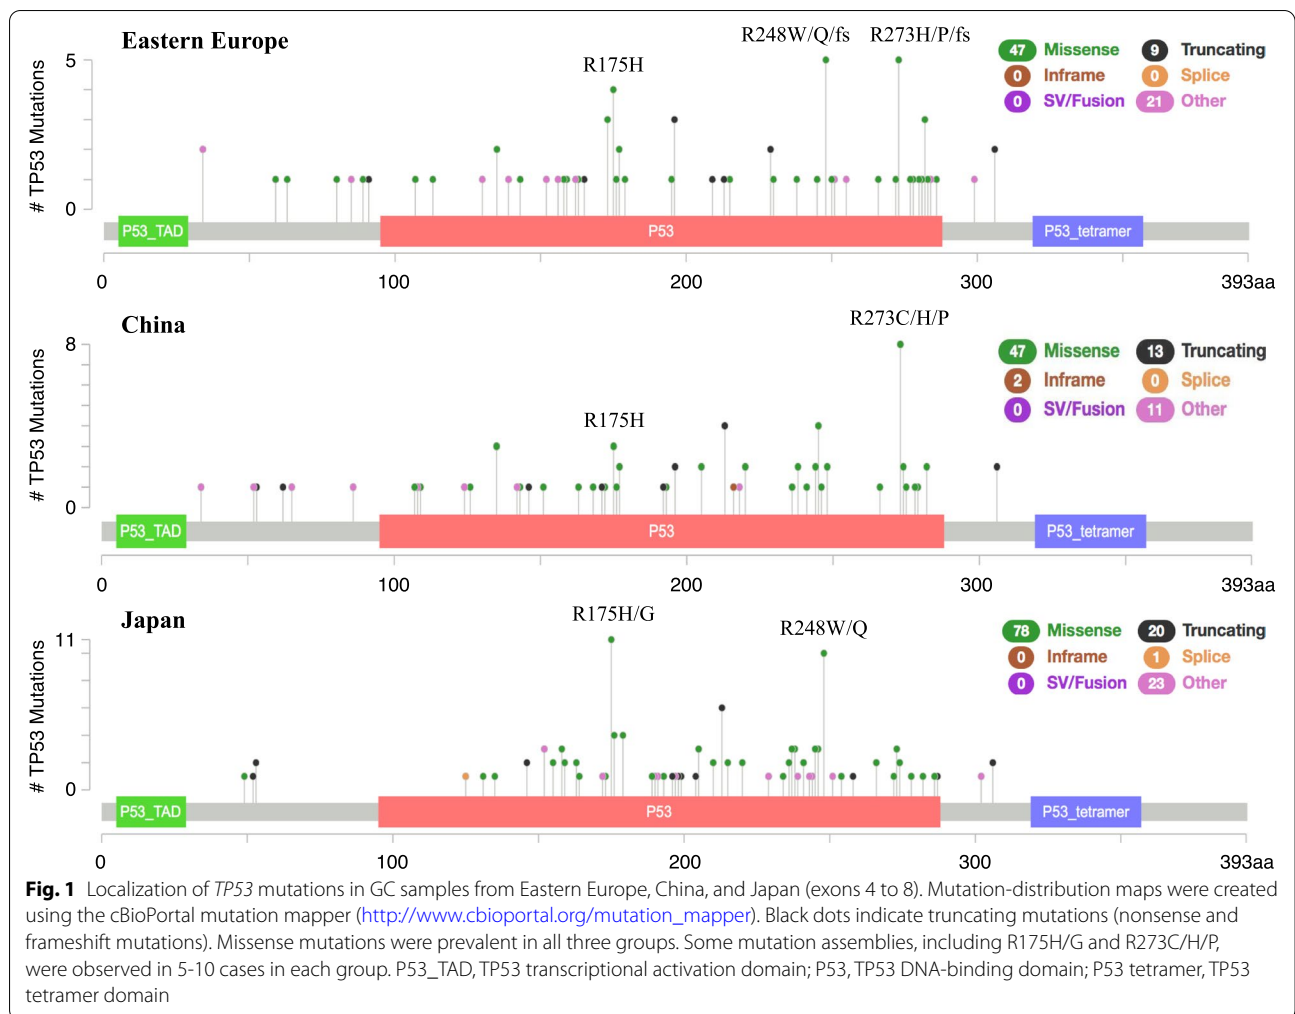 Eastern Europe
R248W/Q/fs R273H/P/fs
R175H
47 Missense 9 Truncating
0 Inframe 0 Splice
0 SV/Fusion 21 Other
# TP53 Mutations
5
0
P53_TAD P53 P53_tetramer
0 100 200 300 393aa
China
R273C/H/P
R175H
47 Missense 13 Truncating
2 Inframe 0 Splice
0 SV/Fusion 11 Other
# TP53 Mutations
8
0
P53_TAD P53 P53_tetramer
0 100 200 300 393aa
Japan
R175H/G
R248W/Q
78 Missense 20 Truncating
0 Inframe 1 Splice
0 SV/Fusion 23 Other
# TP53 Mutations
11
0
P53_TAD P53 P53_tetramer
0 100 200 300 393aa
Fig. 1 Localization of TP53 mutations in GC samples from Eastern Europe, China, and Japan (exons 4 to 8). Mutation-distribution maps were created
using the cBioPortal mutation mapper (http://www.cbioportal.org/mutation_mapper). Black dots indicate truncating mutations (nonsense and
frameshift mutations). Missense mutations were prevalent in all three groups. Some mutation assemblies, including R175H/G and R273C/H/P,
were observed in 5-10 cases in each group. P53_TAD, TP53 transcriptional activation domain; P53, TP53 DNA-binding domain; P53 tetramer, TP53
tetramer domain